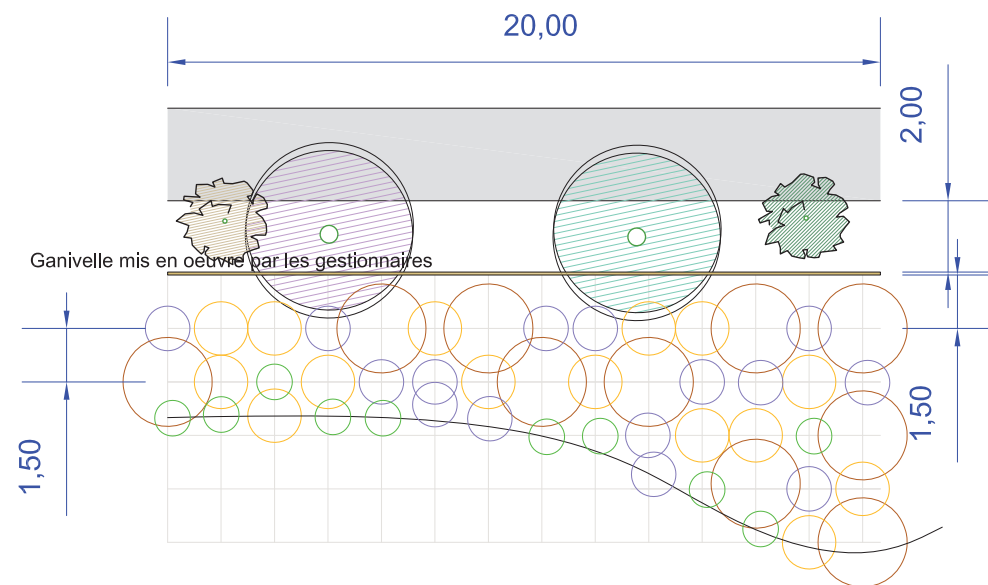 20,00
2,00
Ganivelle mis en oeuvre par les gestionnaires
1,50
1,50